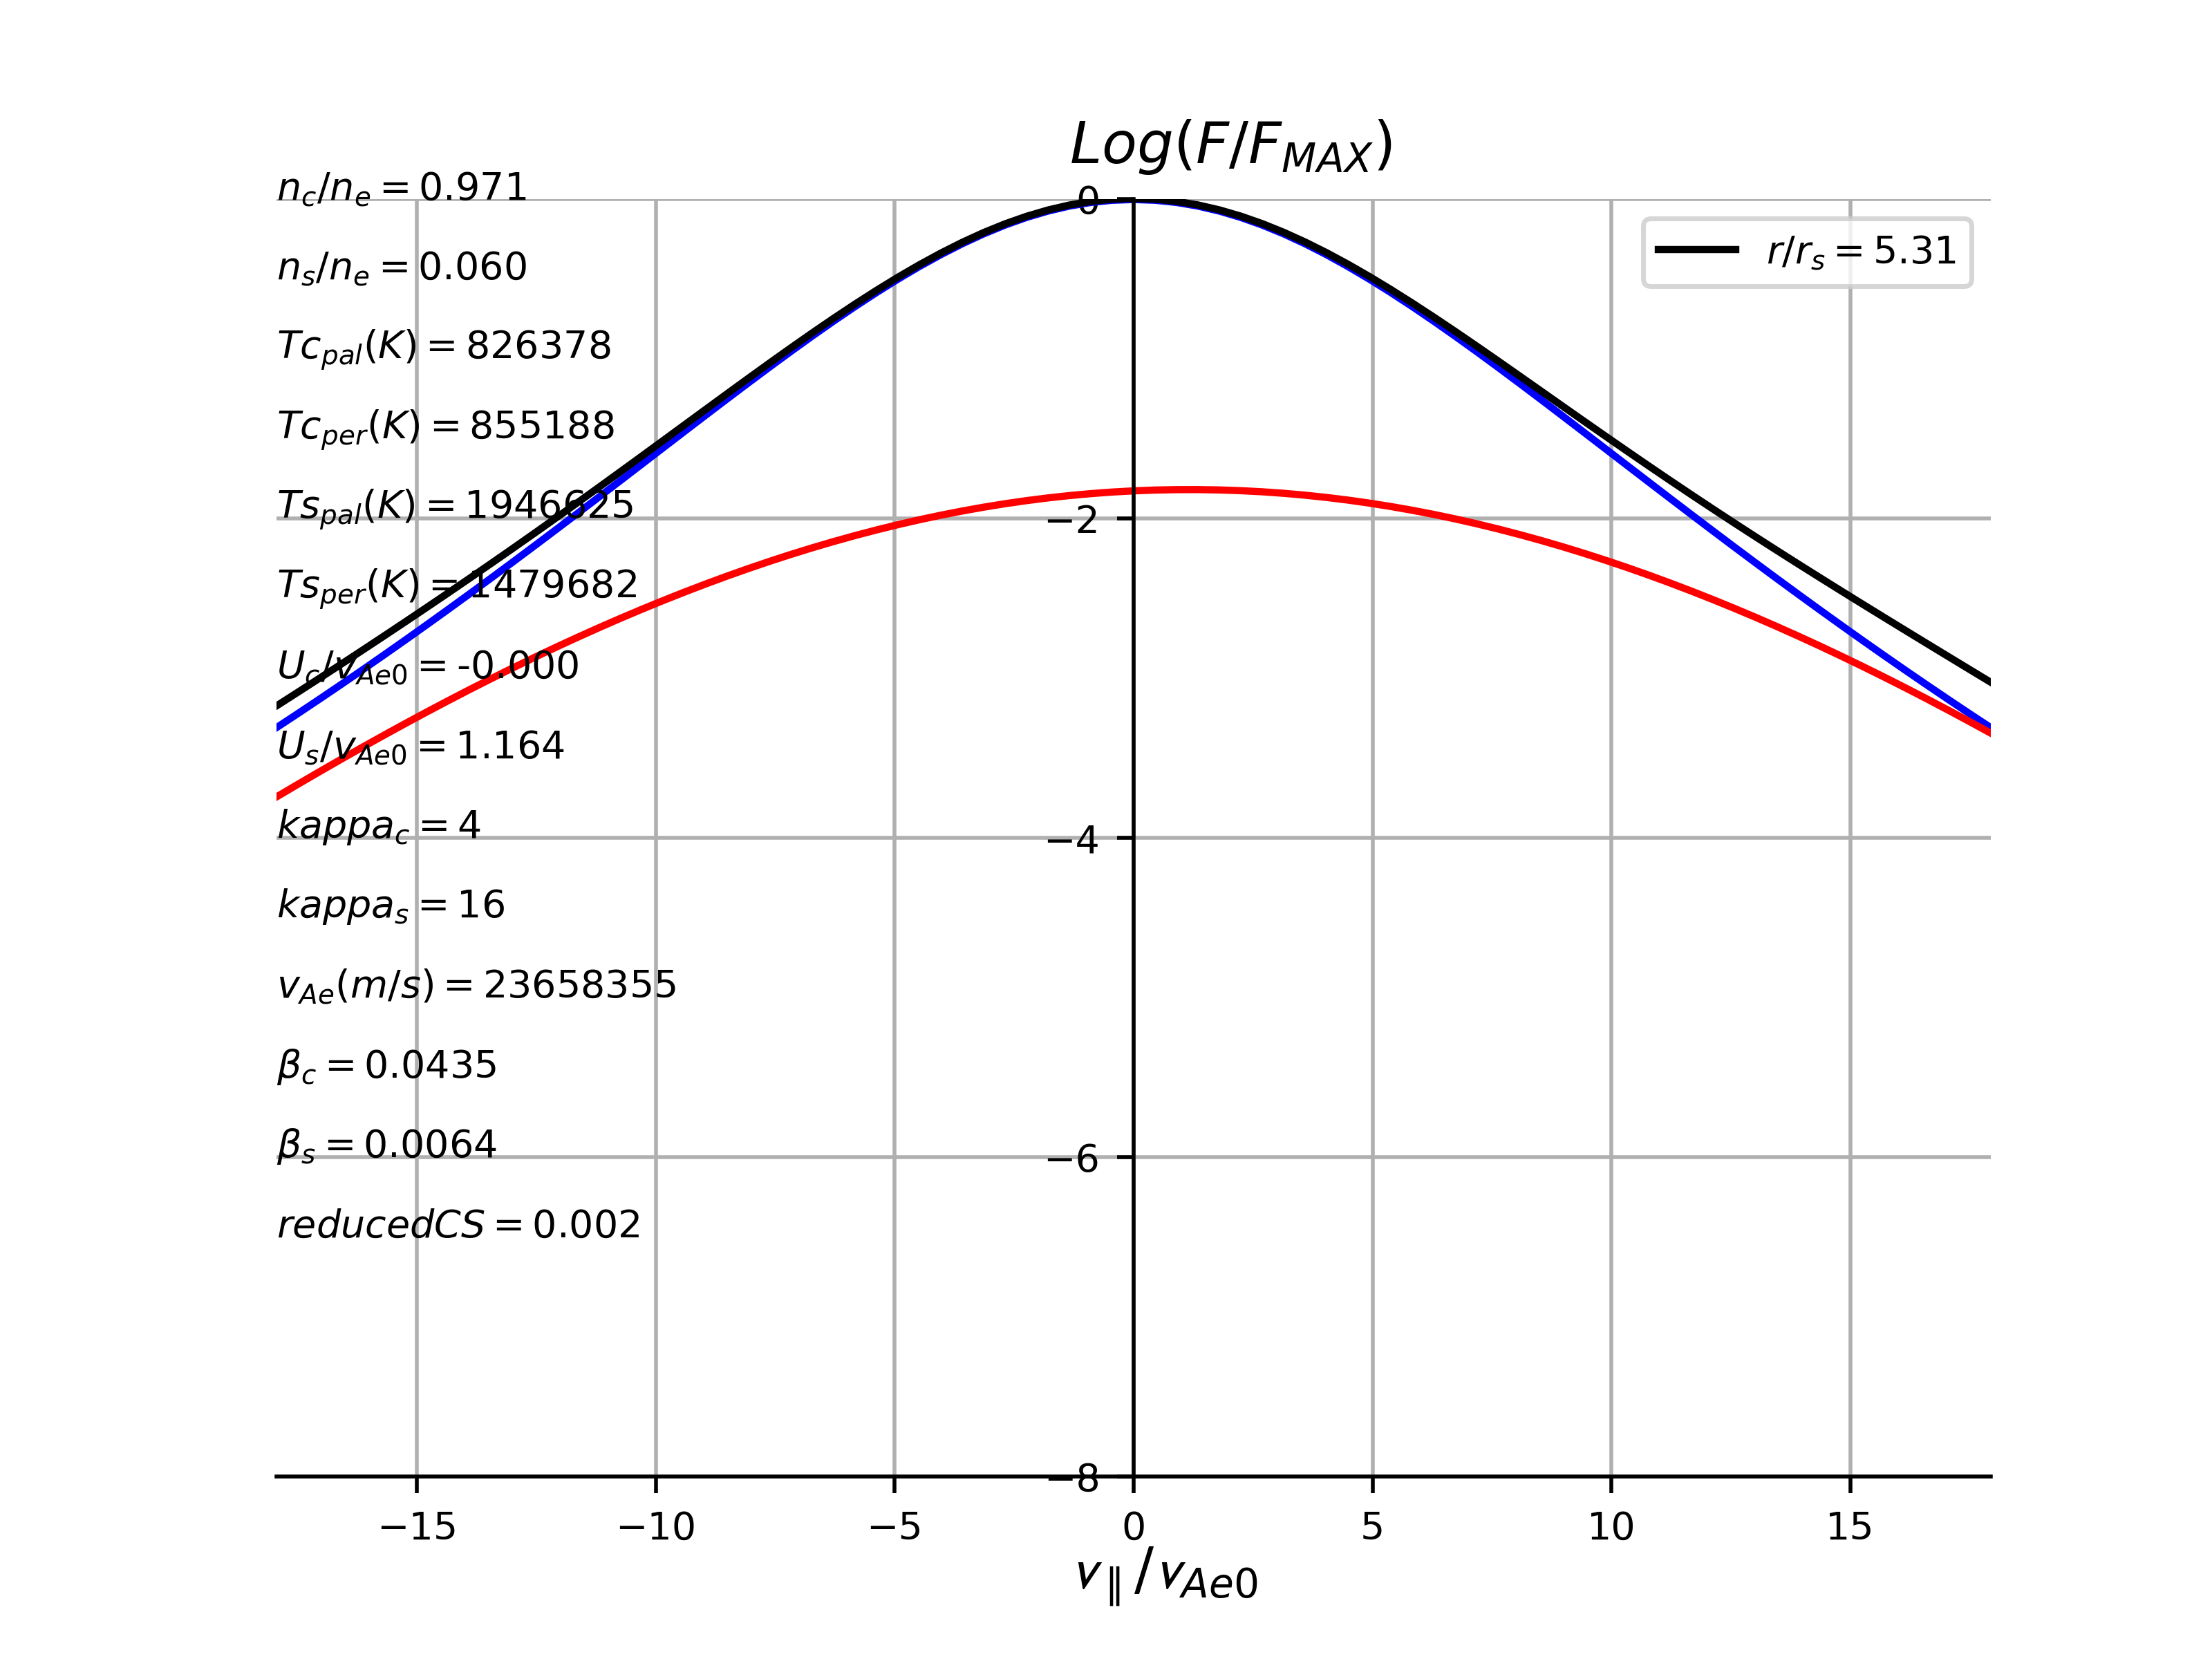 Log(F/F_MAX)
n_c/n_e = 0.971
n_s/n_e = 0.060
Tc_pal(K) = 826378
Tc_per(K) = 855188
Ts_pal(K) = 1946625
Ts_per(K) = 1479682
U_c/v_Ae0 = -0.000
U_s/v_Ae0 = 1.164
kappa_c = 4
kappa_s = 16
v_Ae(m/s) = 23658355
β_c = 0.0435
β_s = 0.0064
reducedCS = 0.002
r/r_s = 5.31
0
−2
−4
−6
−8
−15 −10 −5 0 5 10 15
v_∥/v_Ae0